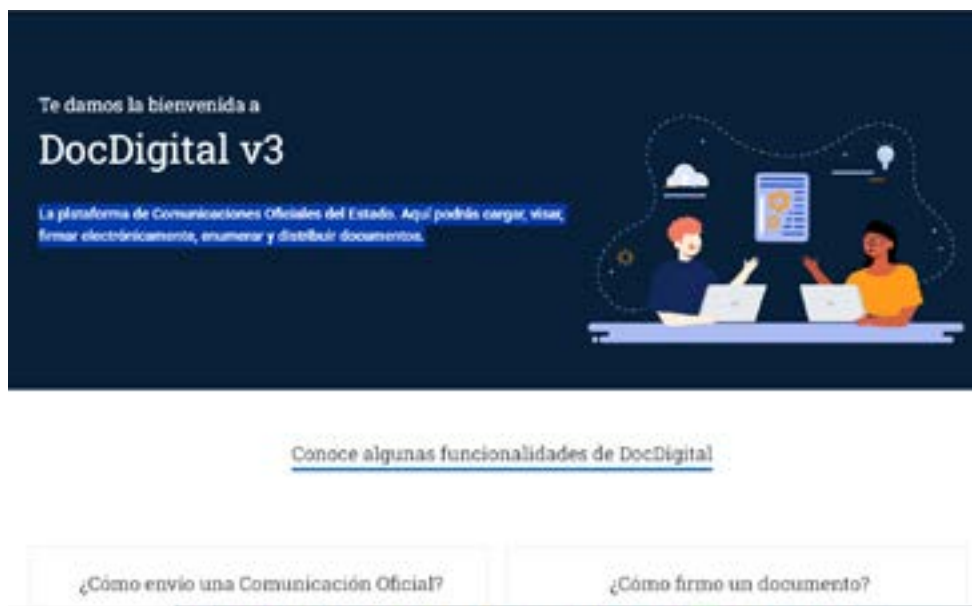 Te damos la bienvenida a
DocDigital v3
La plataforma de Comunicaciones Oficiales del Estado. Aquí podrás cargar, visar,
firmar electrónicamente, enumerar y distribuir documentos.
Conoce algunas funcionalidades de DocDigital
¿Cómo envío una Comunicación Oficial?
¿Cómo firmo un documento?